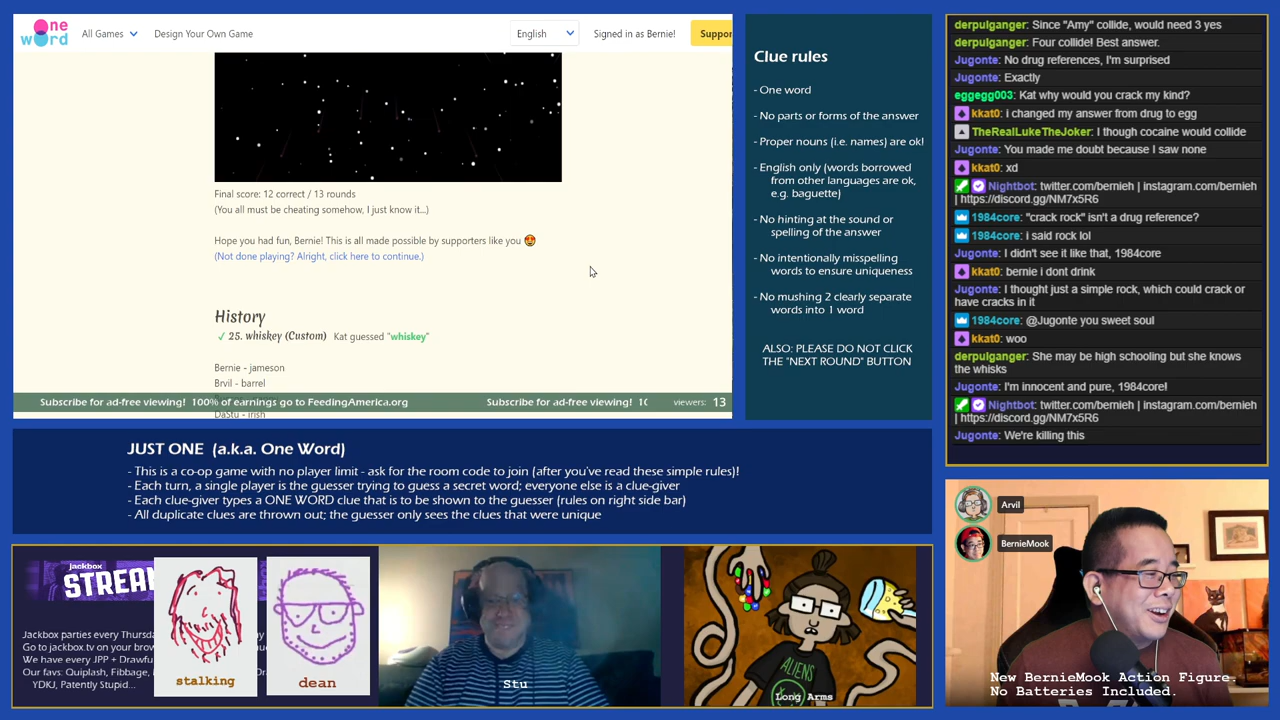 One
word
All Games
Design Your Own Game
English
Signed in as Bernie!
Suppor
Final score: 12 correct / 13 rounds
(You all must be cheating somehow, I just know it...)
Hope you had fun, Bernie! This is all made possible by supporters like you 😍
(Not done playing? Alright, click here to continue.)
History
✓ 25. whiskey (Custom) Kat guessed "whiskey"
Bernie - jameson
Brvil - barrel
DaStu - irish
Subscribe for ad-free viewing! 100% of earnings go to FeedingAmerica.org
Subscribe for ad-free viewing! 10
viewers: 13
Clue rules
- One word
- No parts or forms of the answer
- Proper nouns (i.e. names) are ok!
- English only (words borrowed
from other languages are ok,
e.g. baguette)
- No hinting at the sound or
spelling of the answer
- No intentionally misspelling
words to ensure uniqueness
- No mushing 2 clearly separate
words into 1 word
ALSO: PLEASE DO NOT CLICK
THE "NEXT ROUND" BUTTON
derpulganger: Since "Amy" collide, would need 3 yes
derpulganger: Four collide! Best answer.
Jugonte: No drug references, I'm surprised
Jugonte: Exactly
eggegg003: Kat why would you crack my kind?
kkat0: i changed my answer from drug to egg
TheRealLukeTheJoker: I though cocaine would collide
Jugonte: You made me doubt because I saw none
kkat0: xd
Nightbot: twitter.com/bernieh | instagram.com/bernieh
| https://discord.gg/NM7x5R6
1984core: "crack rock" isn't a drug reference?
1984core: i said rock lol
Jugonte: I didn't see it like that, 1984core
kkat0: bernie i dont drink
Jugonte: I thought just a simple rock, which could crack or
have cracks in it
1984core: @Jugonte you sweet soul
kkat0: woo
derpulganger: She may be high schooling but she knows
the whisks
Jugonte: I'm innocent and pure, 1984core!
Nightbot: twitter.com/bernieh | instagram.com/bernieh
| https://discord.gg/NM7x5R6
Jugonte: We're killing this
JUST ONE (a.k.a. One Word)
- This is a co-op game with no player limit - ask for the room code to join (after you've read these simple rules)!
- Each turn, a single player is the guesser trying to guess a secret word; everyone else is a clue-giver
- Each clue-giver types a ONE WORD clue that is to be shown to the guesser (rules on right side bar)
- All duplicate clues are thrown out; the guesser only sees the clues that were unique
jackbox
STREA
Jackbox parties every Thursda
Go to jackbox.tv on your brow
We have every JPP + Drawfu
Our favs: Quiplash, Fibbage,
YDKJ, Patently Stupid...
stalking
dean
Stu
ALIENS
Long Arms
Arvil
BernieMook
New BernieMook Action Fig
No Batteries Included.